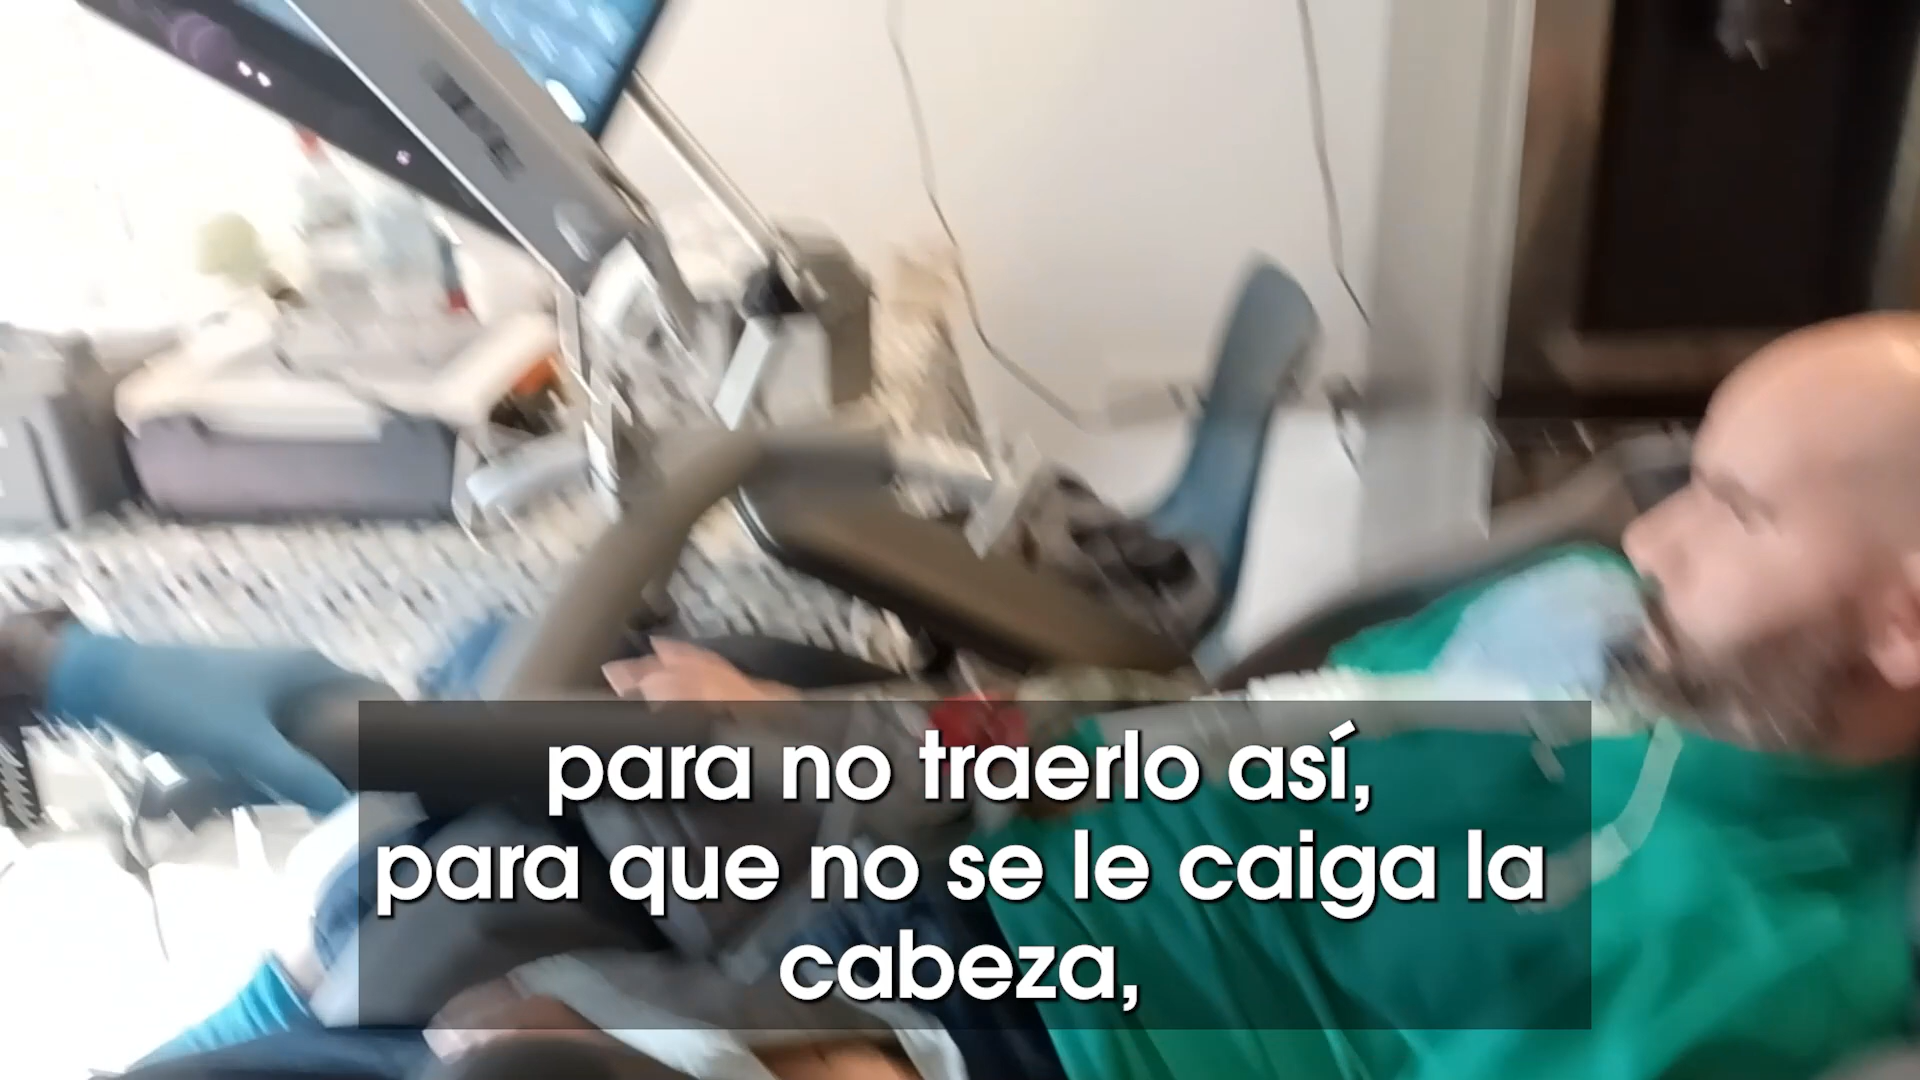 para no traerlo así,
para que no se le caiga la
cabeza,